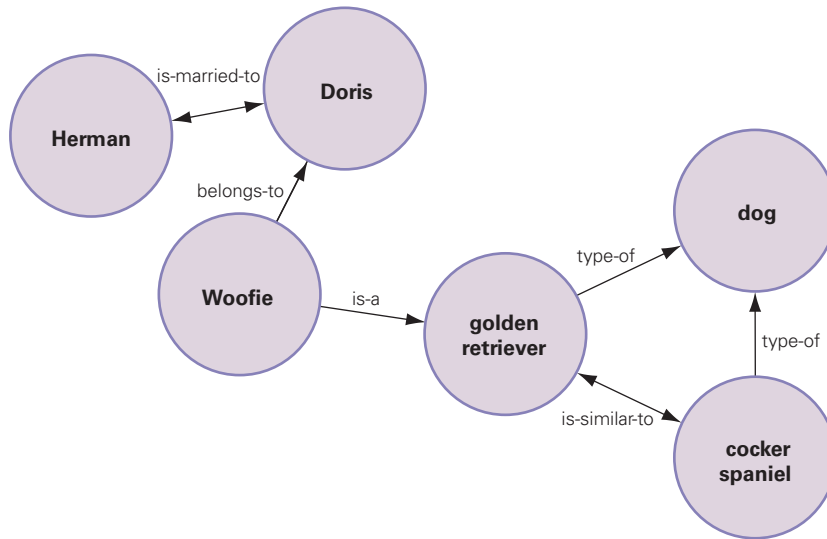 is-married-to
Doris
Herman
belongs-to
dog
type-of
Woofie
is-a
golden
retriever
type-of
is-similar-to
cocker
spaniel